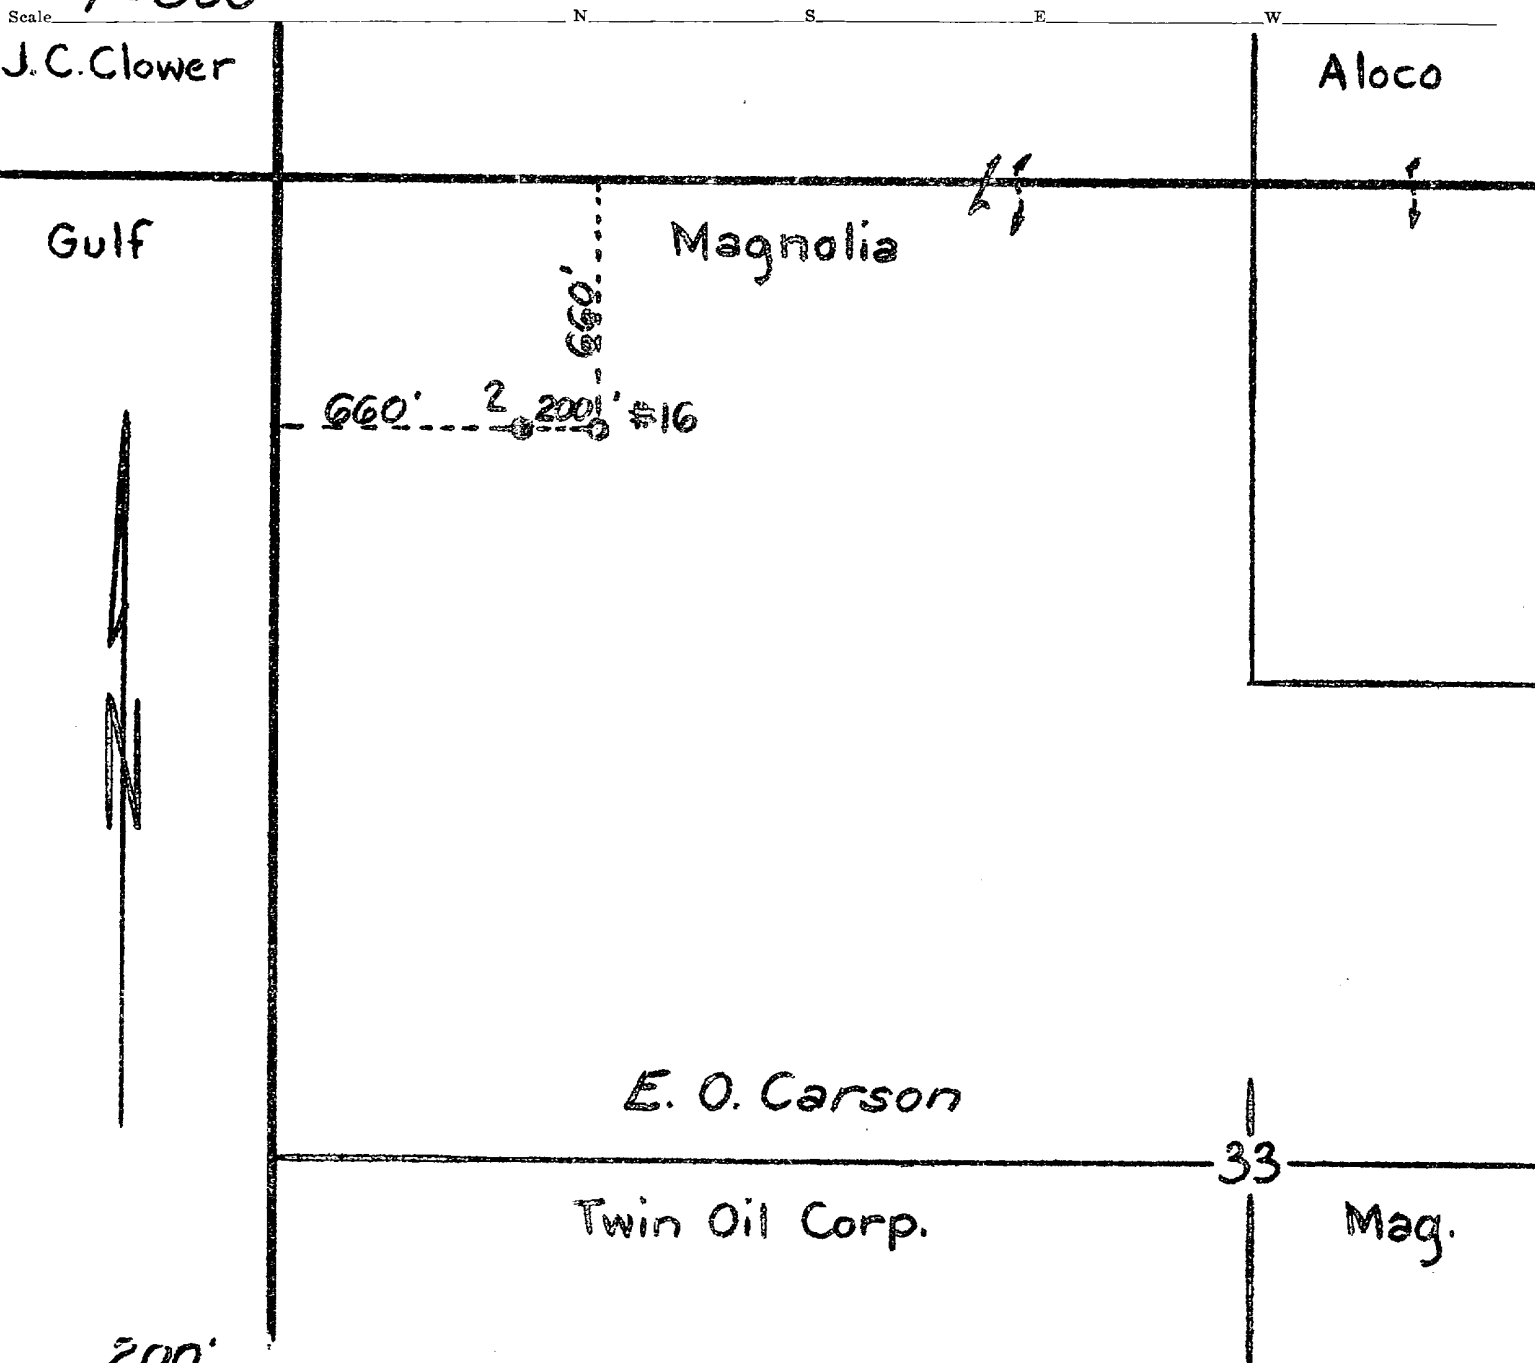 Scale N S E W
J.C. Clower
Aloco
Gulf
Magnolia
660'
660' 2 200' #16
N
E. O. Carson
33
Twin Oil Corp.
Mag.
200'